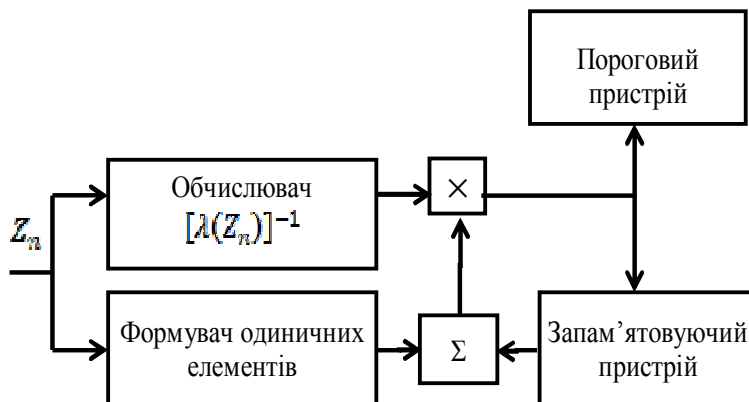 Пороговий
пристрій
Обчислювач
[λ(Zₙ)]⁻¹
×
Zₙ
Формувач одиничних
елементів
Σ
Запам’ятовуючий
пристрій